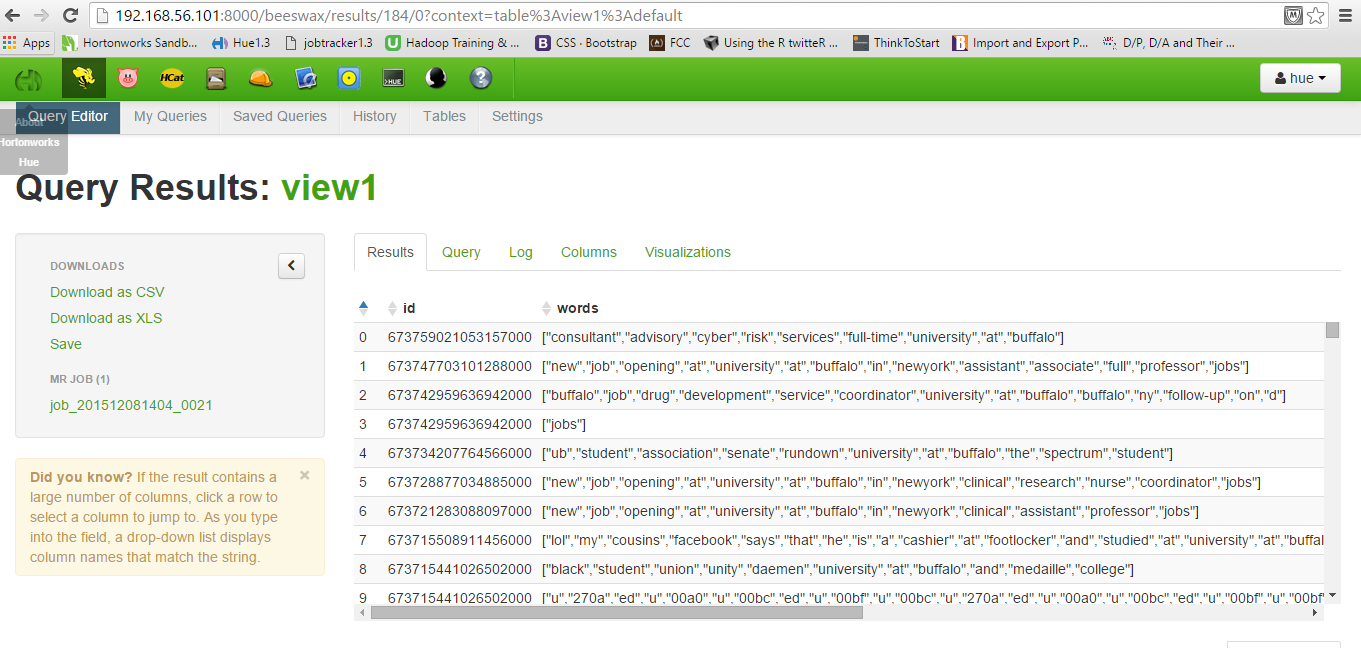 192.168.56.101:8000/beeswax/results/184/0?context=table%3Aview1%3Adefault
Apps Hortonworks Sandb... Hue1.3 jobtracker1.3 Hadoop Training & ... CSS · Bootstrap FCC Using the R twitteR ... ThinkToStart Import and Export P... D/P, D/A and Their ...
HCat >HUE hue
Query Editor My Queries Saved Queries History Tables Settings
About
Hortonworks
Hue
Query Results: view1
DOWNLOADS
Download as CSV
Download as XLS
Save
MR JOB (1)
job_201512081404_0021
Did you know? If the result contains a
large number of columns, click a row to
select a column to jump to. As you type
into the field, a drop-down list displays
column names that match the string.
Results Query Log Columns Visualizations
id words
0 673759021053157000 ["consultant","advisory","cyber","risk","services","full-time","university","at","buffalo"]
1 673747703101288000 ["new","job","opening","at","university","at","buffalo","in","newyork","assistant","associate","full","professor","jobs"]
2 673742959636942000 ["buffalo","job","drug","development","service","coordinator","university","at","buffalo","buffalo","ny","follow-up","on","d"]
3 673742959636942000 ["jobs"]
4 673734207764566000 ["ub","student","association","senate","rundown","university","at","buffalo","the","spectrum","student"]
5 673728877034885000 ["new","job","opening","at","university","at","buffalo","in","newyork","clinical","research","nurse","coordinator","jobs"]
6 673721283088097000 ["new","job","opening","at","university","at","buffalo","in","newyork","clinical","assistant","professor","jobs"]
7 673715508911456000 ["lol","my","cousins","facebook","says","that","he","is","a","cashier","at","footlocker","and","studied","at","university","at","buffal
8 673715441026502000 ["black","student","union","unity","daemen","university","at","buffalo","and","medaille","college"]
9 673715441026502000 ["u","270a","ed","u","00a0","u","00bc","ed","u","00bf","u","00bc","u","270a","ed","u","00a0","u","00bc","ed","u","00bf","u","00bf"